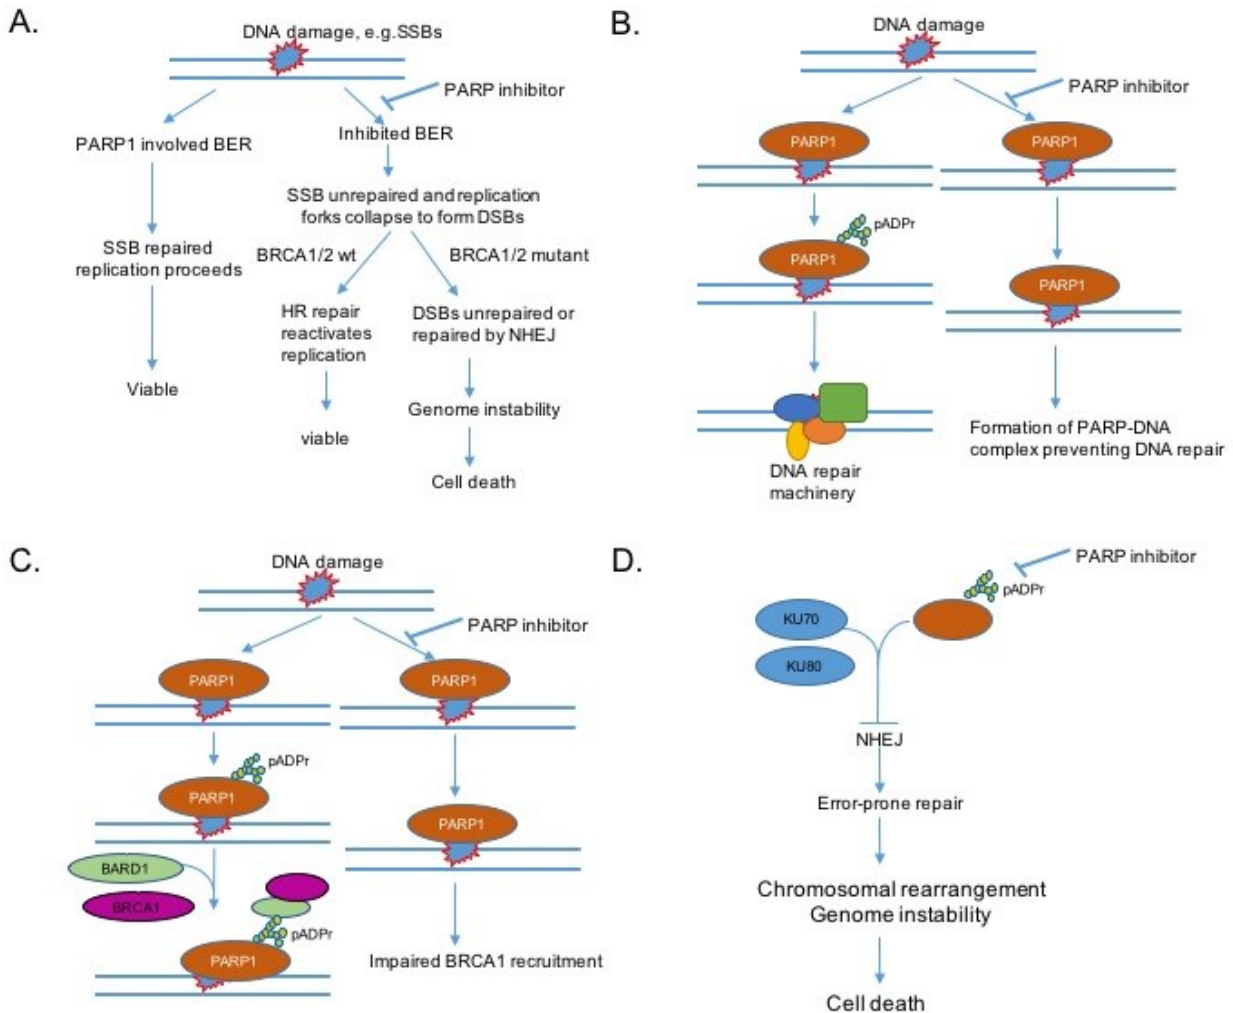 A.
DNA damage, e.g.SSBs
PARP inhibitor
PARP1 involved BER
Inhibited BER
SSB unrepaired and replication
forks collapse to form DSBs
SSB repaired
replication proceeds
BRCA1/2 wt
BRCA1/2 mutant
HR repair
reactivates
replication
DSBs unrepaired or
repaired by NHEJ
Viable
viable
Genome instability
Cell death
B.
DNA damage
PARP inhibitor
PARP1
PARP1
pADPr
PARP1
PARP1
DNA repair
machinery
Formation of PARP-DNA
complex preventing DNA repair
C.
DNA damage
PARP inhibitor
PARP1
PARP1
pADPr
PARP1
PARP1
BARD1
BRCA1
pADPr
PARP1
Impaired BRCA1 recruitment
D.
PARP inhibitor
pADPr
KU70
KU80
NHEJ
Error-prone repair
Chromosomal rearrangement
Genome instability
Cell death